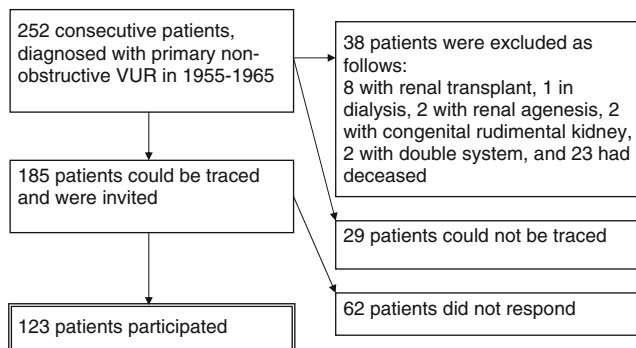 252 consecutive patients,
diagnosed with primary non-
obstructive VUR in 1955-1965
38 patients were excluded as
follows:
8 with renal transplant, 1 in
dialysis, 2 with renal agenesis, 2
with congenital rudimental kidney,
2 with double system, and 23 had
deceased
185 patients could be traced
and were invited
29 patients could not be traced
62 patients did not respond
123 patients participated